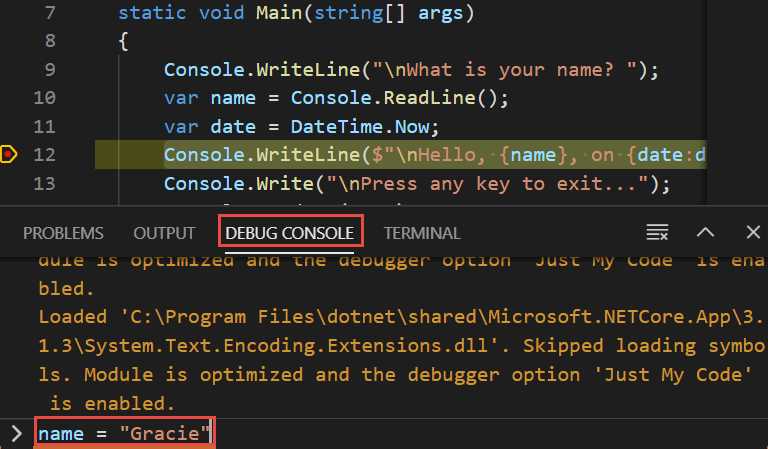 7 static void Main(string[] args)
8 {
9 Console.WriteLine("\nWhat is your name? ");
10 var name = Console.ReadLine();
11 var date = DateTime.Now;
12 Console.WriteLine($"\nHello, {name}, on {date:d
13 Console.Write("\nPress any key to exit...");
PROBLEMS OUTPUT DEBUG CONSOLE TERMINAL
dule is optimized and the debugger option 'Just My Code' is ena
bled.
Loaded 'C:\Program Files\dotnet\shared\Microsoft.NETCore.App\3.
1.3\System.Text.Encoding.Extensions.dll'. Skipped loading symbo
ls. Module is optimized and the debugger option 'Just My Code'
is enabled.
name = "Gracie"